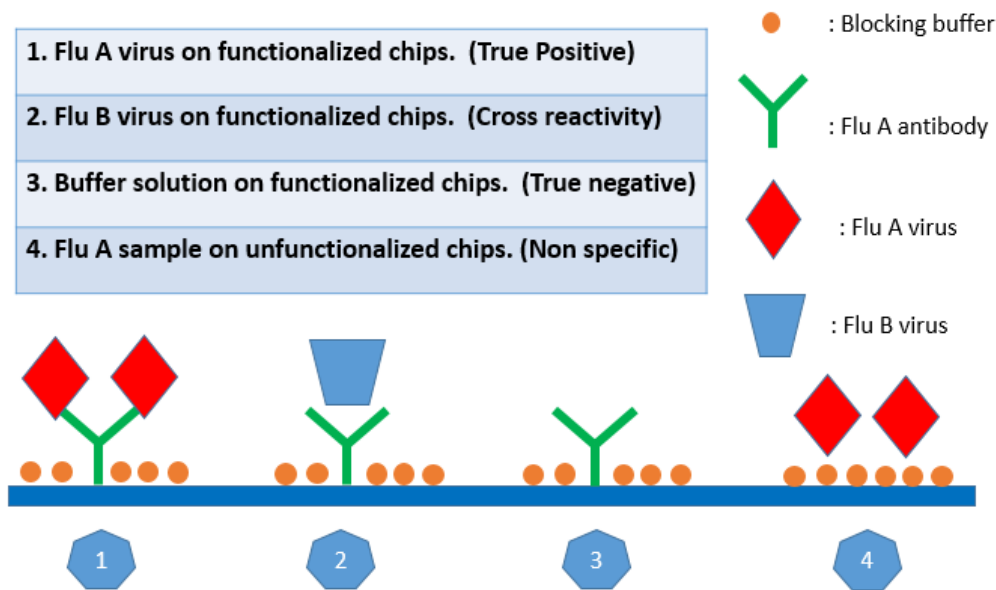 1. Flu A virus on functionalized chips. (True Positive)
2. Flu B virus on functionalized chips. (Cross reactivity)
3. Buffer solution on functionalized chips. (True negative)
4. Flu A sample on unfunctionalized chips. (Non specific)
: Blocking buffer
: Flu A antibody
: Flu A virus
: Flu B virus
1
2
3
4